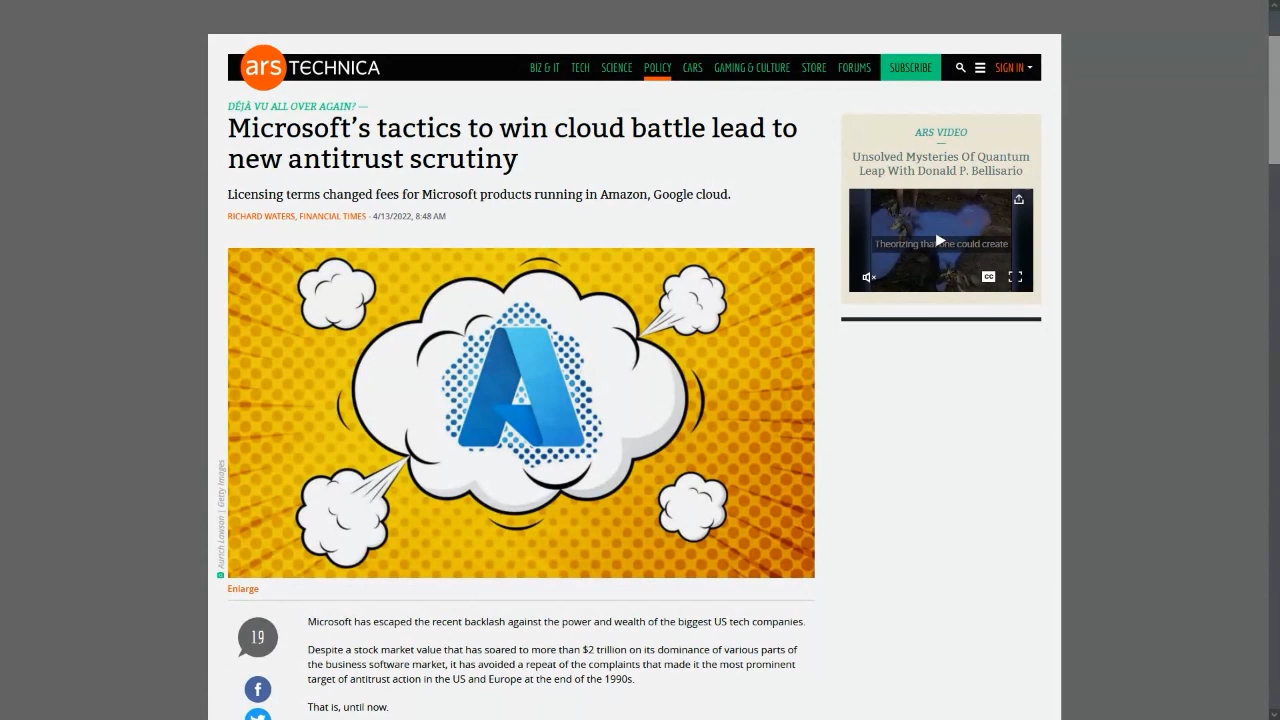 ars TECHNICA
BIZ & IT TECH SCIENCE POLICY CARS GAMING & CULTURE STORE FORUMS SUBSCRIBE SIGN IN
DÉJÀ VU ALL OVER AGAIN? —
Microsoft's tactics to win cloud battle lead to
new antitrust scrutiny
Licensing terms changed fees for Microsoft products running in Amazon, Google cloud.
RICHARD WATERS, FINANCIAL TIMES - 4/13/2022, 8:48 AM
Aurich Lawson | Getty Images
Enlarge
19
Microsoft has escaped the recent backlash against the power and wealth of the biggest US tech companies.
Despite a stock market value that has soared to more than $2 trillion on its dominance of various parts of
the business software market, it has avoided a repeat of the complaints that made it the most prominent
target of antitrust action in the US and Europe at the end of the 1990s.
That is, until now.
ARS VIDEO
Unsolved Mysteries Of Quantum
Leap With Donald P. Bellisario
Theorizing that one could create
CC